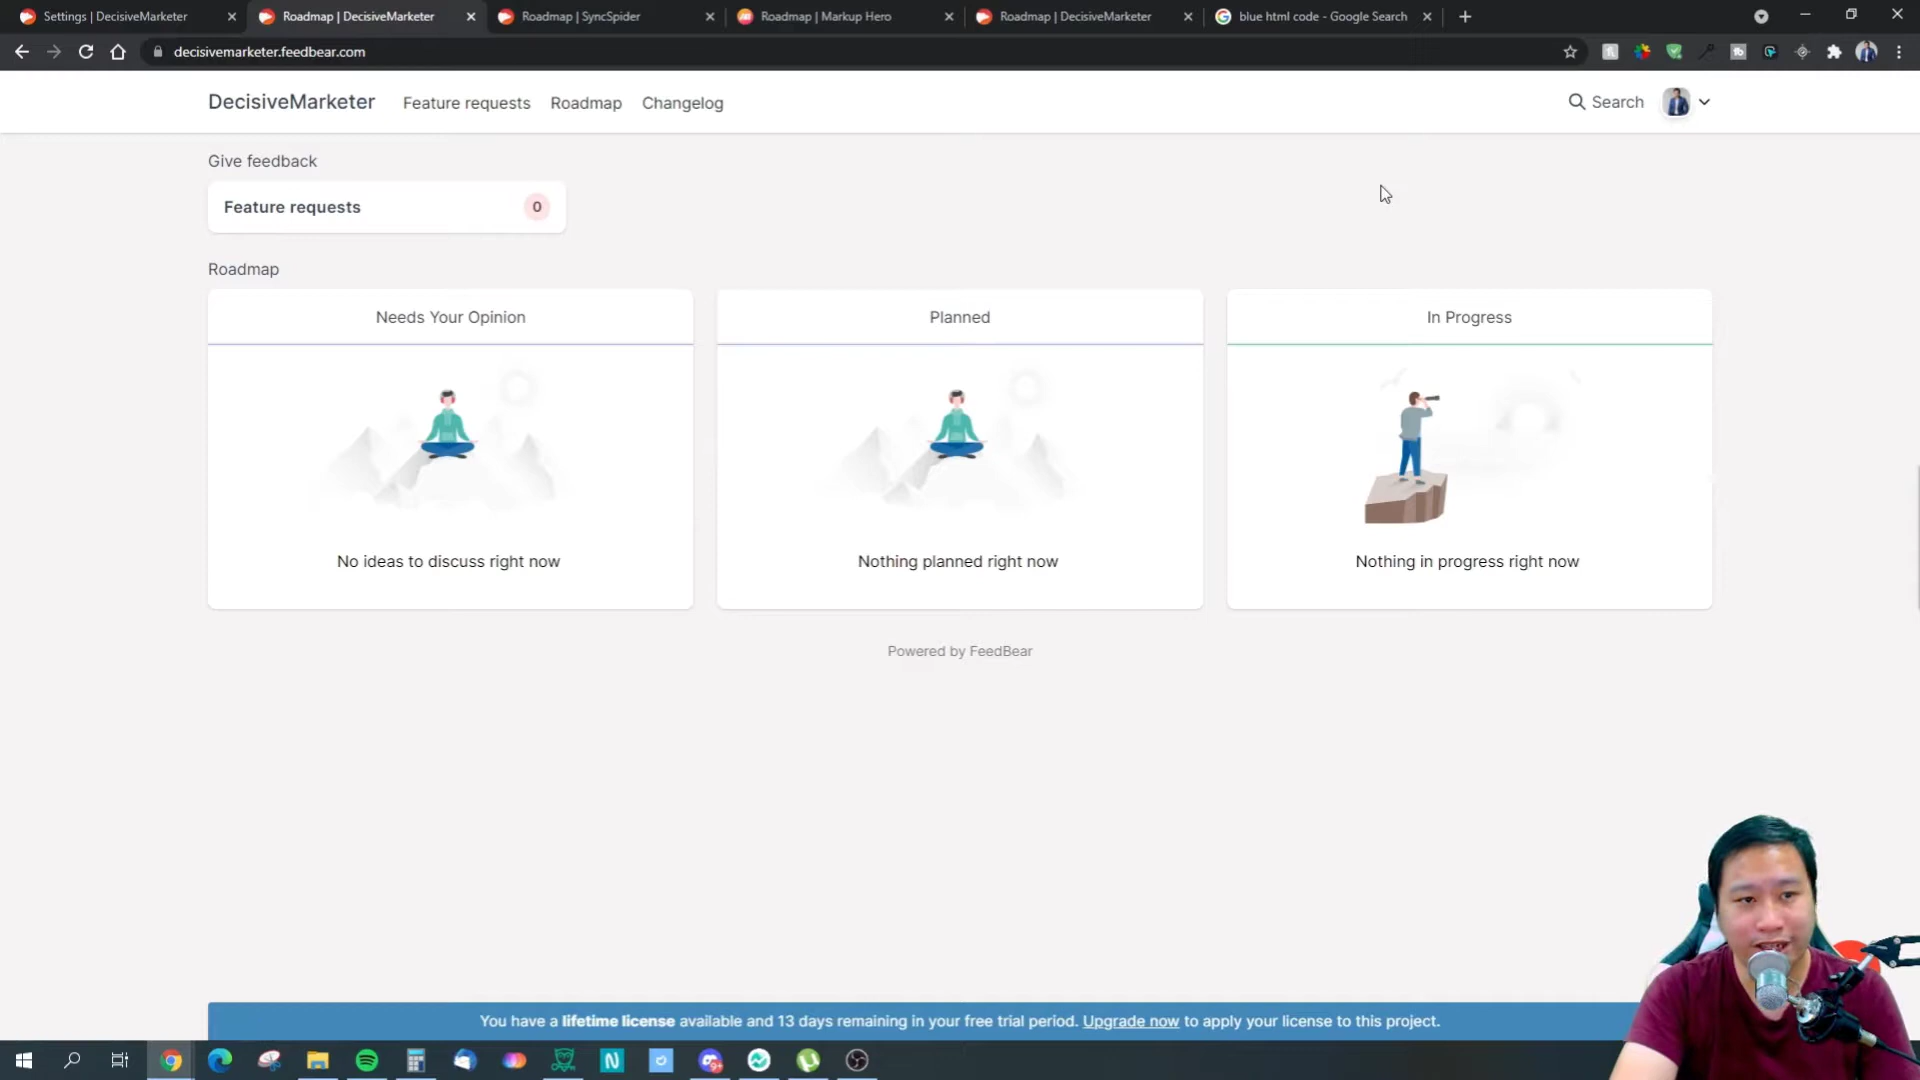 Settings | DecisiveMarketer
Roadmap | DecisiveMarketer
Roadmap | SyncSpider
Roadmap | Markup Hero
Roadmap | DecisiveMarketer
blue html code - Google Search
decisivemarketer.feedbear.com
DecisiveMarketer
Feature requests
Roadmap
Changelog
Search
Give feedback
Feature requests
0
Roadmap
Needs Your Opinion
Planned
In Progress
No ideas to discuss right now
Nothing planned right now
Nothing in progress right now
Powered by FeedBear
You have a lifetime license available and 13 days remaining in your free trial period. Upgrade now to apply your license to this project.